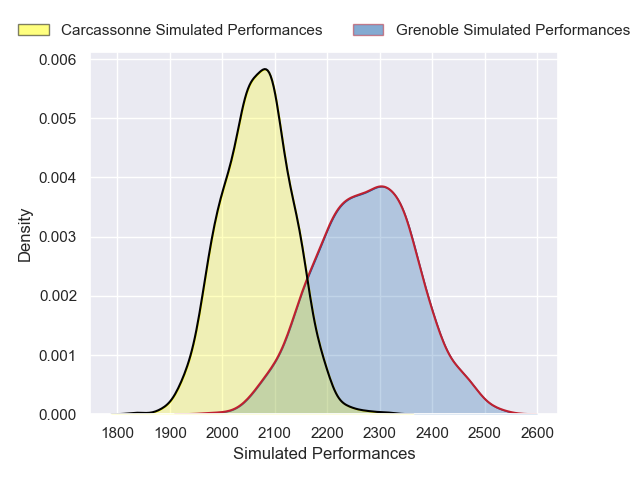 Carcassonne Simulated Performances
Grenoble Simulated Performances
0.006
0.005
0.004
0.003
0.002
0.001
0.000
Density
1800 1900 2000 2100 2200 2300 2400 2500 2600
Simulated Performances